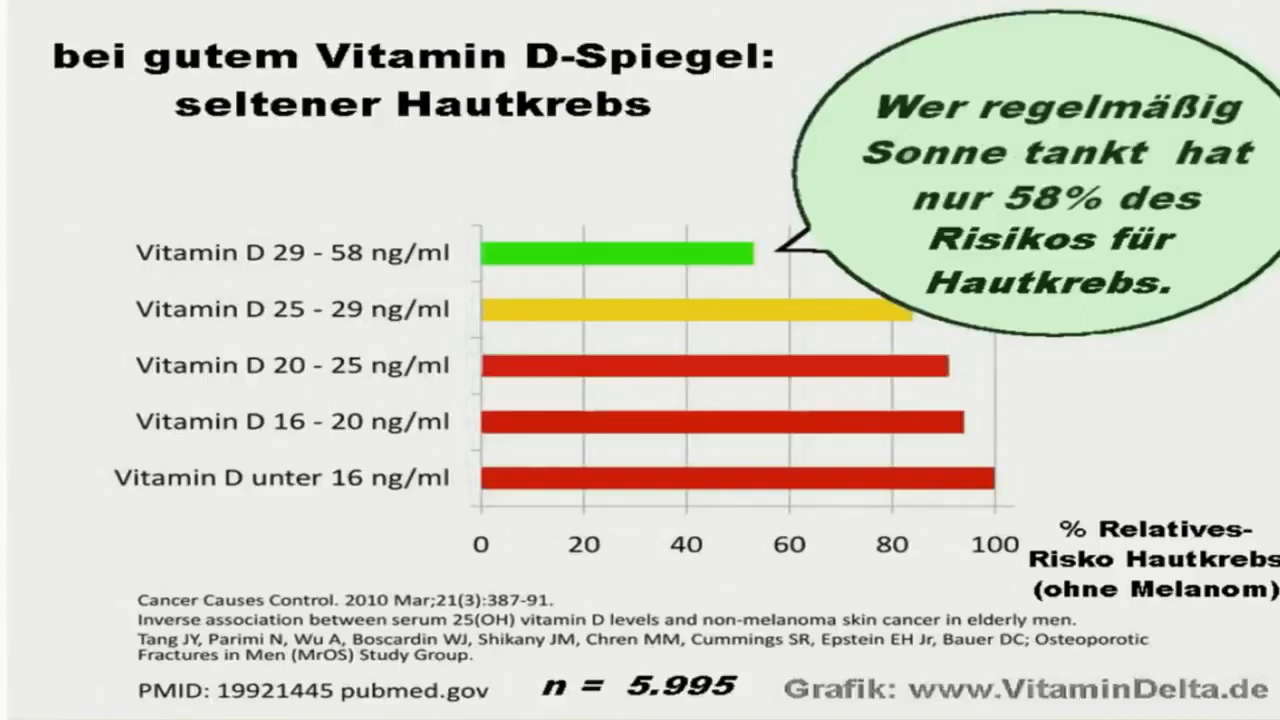 bei gutem Vitamin D-Spiegel:
seltener Hautkrebs
Wer regelmäßig
Sonne tankt hat
nur 58% des
Risikos für
Hautkrebs.
Vitamin D 29 - 58 ng/ml
Vitamin D 25 - 29 ng/ml
Vitamin D 20 - 25 ng/ml
Vitamin D 16 - 20 ng/ml
Vitamin D unter 16 ng/ml
0 20 40 60 80 100
% Relatives-
Risko Hautkrebs
(ohne Melanom)
Cancer Causes Control. 2010 Mar;21(3):387-91.
Inverse association between serum 25(OH) vitamin D levels and non-melanoma skin cancer in elderly men.
Tang JY, Parimi N, Wu A, Boscardin WJ, Shikany JM, Chren MM, Cummings SR, Epstein EH Jr, Bauer DC; Osteoporotic
Fractures in Men (MrOS) Study Group.
PMID: 19921445 pubmed.gov
n = 5.995
Grafik: www.VitaminDelta.de